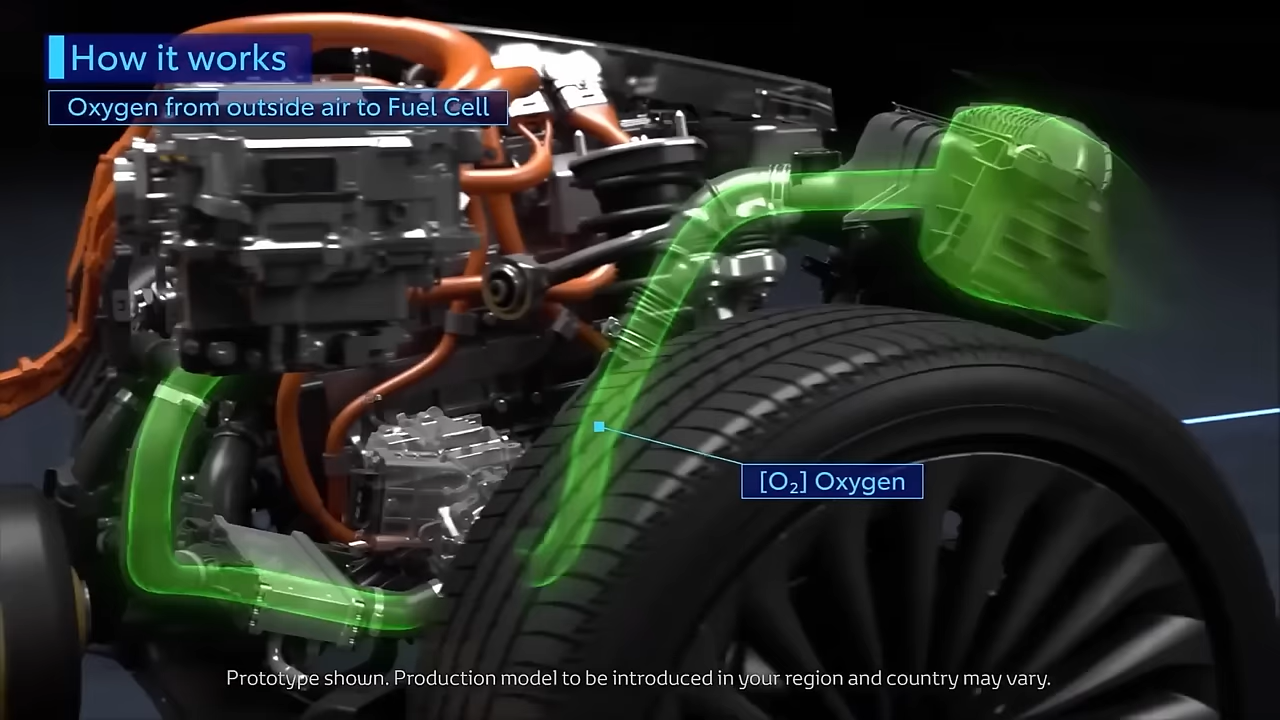 How it works
Oxygen from outside air to Fuel Cell
[O₂] Oxygen
Prototype shown. Production model to be introduced in your region and country may vary.